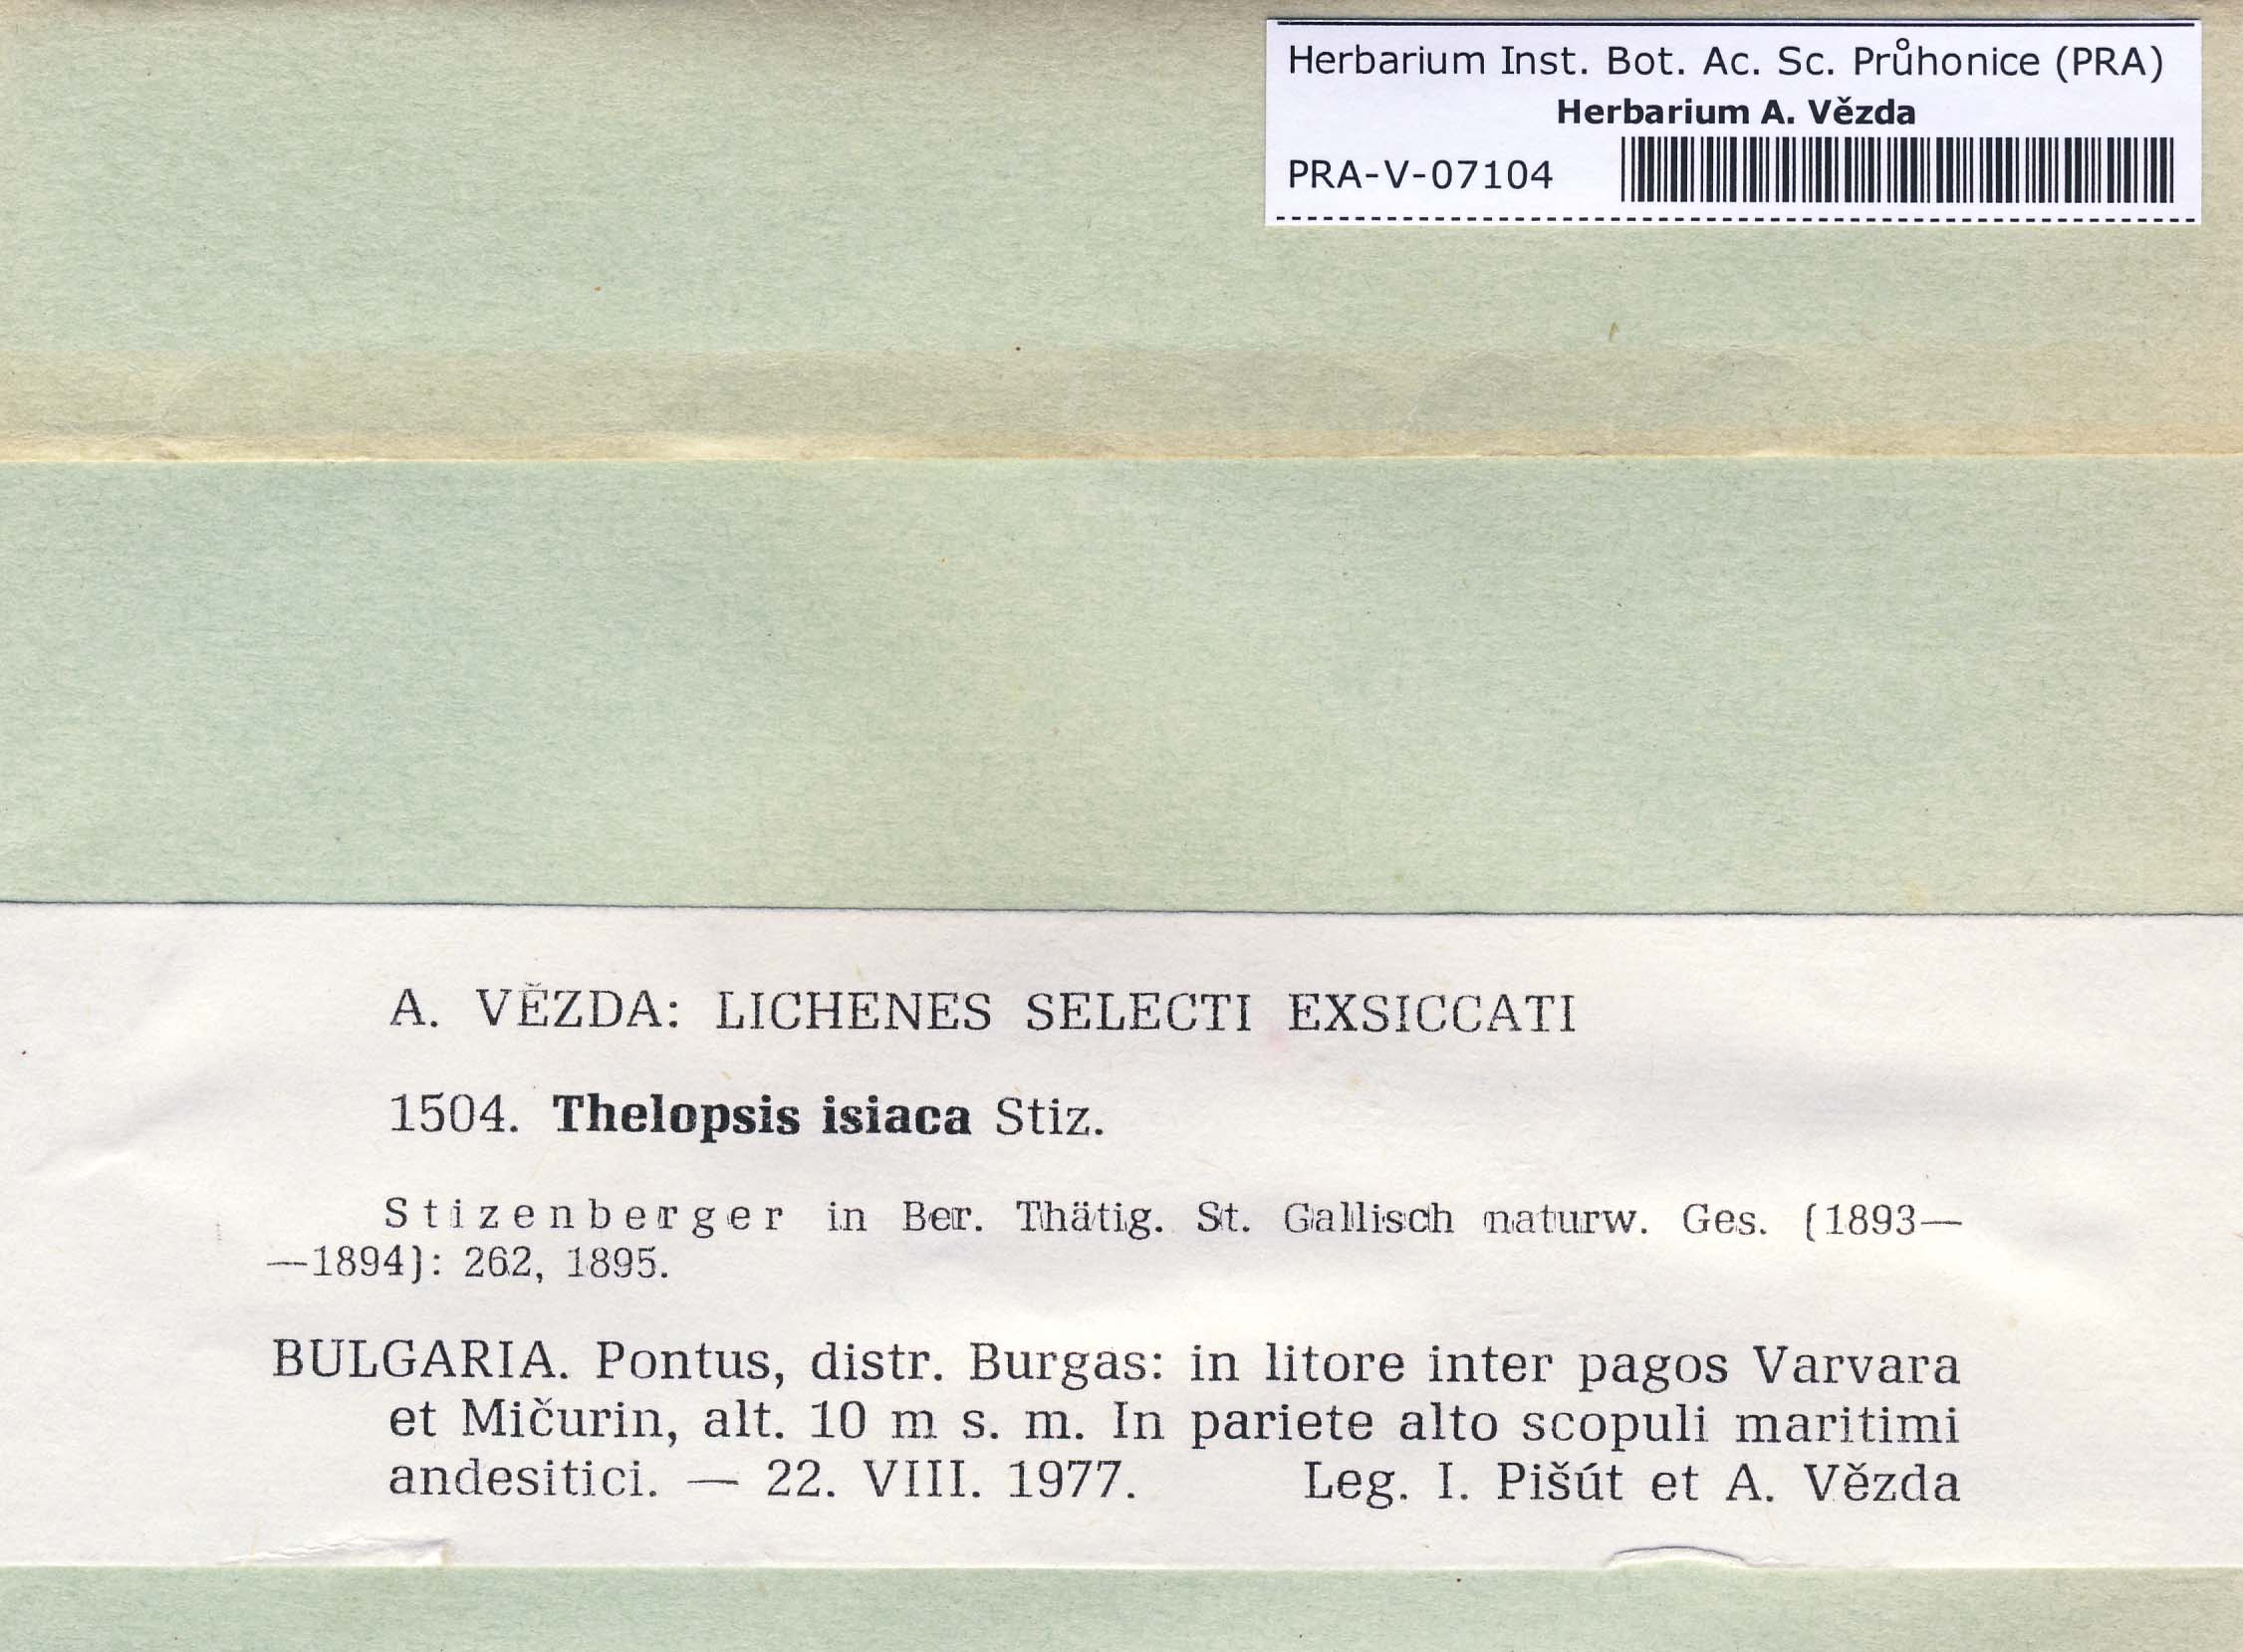 Herbarium Inst. Bot. Ac. Sc. Průhonice (PRA)
Herbarium A. Vězda
PRA-V-07104
A. VĚZDA: LICHENES SELECTI EXSICCATI
1504. Thelopsis isiaca Stiz.
Stizenberger in Ber. Thätig. St. Gallisch naturw. Ges. (1893—
—1894): 262, 1895.
BULGARIA. Pontus, distr. Burgas: in litore inter pagos Varvara
et Mičurin, alt. 10 m s. m. In pariete alto scopuli maritimi
andesitici. — 22. VIII. 1977. Leg. I. Pišút et A. Vězda